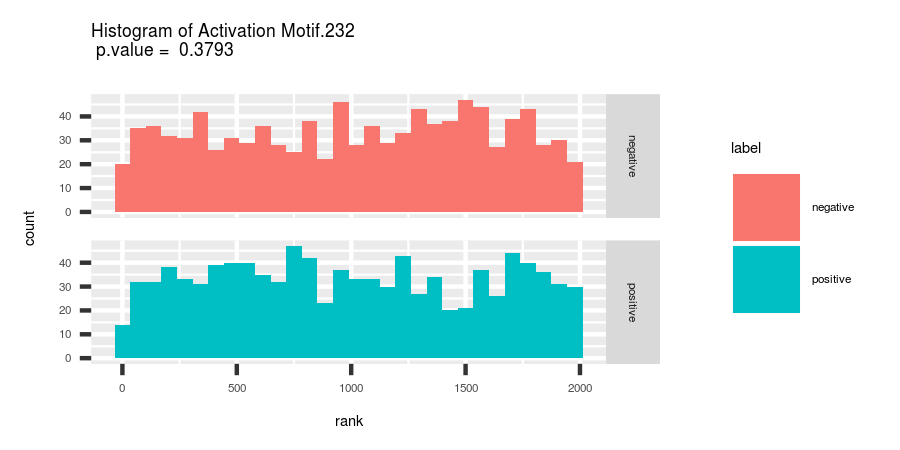 Histogram of Activation Motif.232
p.value = 0.3793
count
40
30
20
10
0
negative
40
30
20
10
0
positive
0 500 1000 1500 2000
rank
label
negative
positive